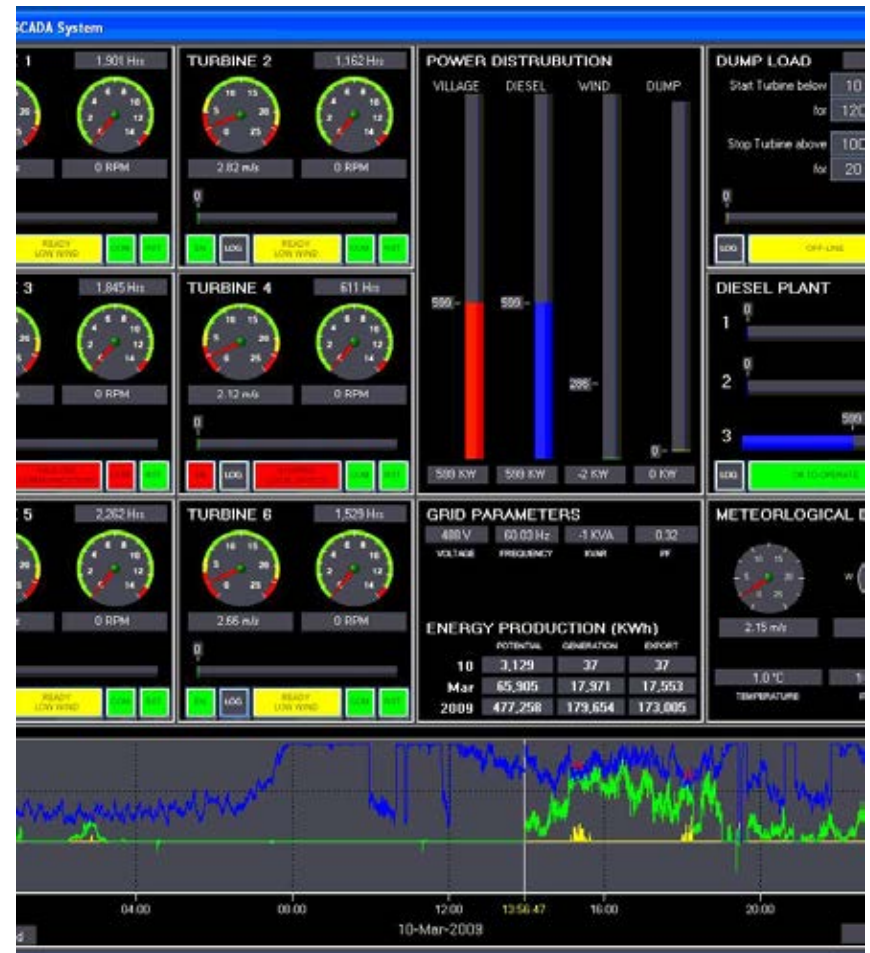 SCADA System
1 1,901 Hrs
0 RPM
READY
LOW WIND
TURBINE 2 1,162 Hrs
2.82 m/s 0 RPM
0
LOG READY
LOW WIND
3 1,845 Hrs
0 RPM
TURBINE 4 611 Hrs
2.12 m/s 0 RPM
0
LOG
5 2,262 Hrs
0 RPM
READY
LOW WIND
TURBINE 6 1,529 Hrs
2.66 m/s 0 RPM
0
LOG READY
LOW WIND
POWER DISTRUBUTION
VILLAGE DIESEL WIND DUMP
599 599 286 0
599 KW 599 KW -2 KW 0 KW
GRID PARAMETERS
480 V 60.03 Hz -1 KVA 0.32
VOLTAGE FREQUENCY KVAR PF
ENERGY PRODUCTION (KWh)
POTENTIAL GENERATION EXPORT
10 3,129 37 37
Mar 65,905 17,971 17,553
2009 477,258 179,654 173,005
DUMP LOAD
Start Turbine below 10
for 120
Stop Turbine above 100
for 20
0
LOG OFF-LINE
DIESEL PLANT
1 0
2 0
3 599
LOG OK TO OPERATE
METEORLOGICAL D
W
2.15 m/s
1.0 °C
TEMPERATURE
04:00 08:00 12:00 13:56:47 16:00 20:00
10-Mar-2009